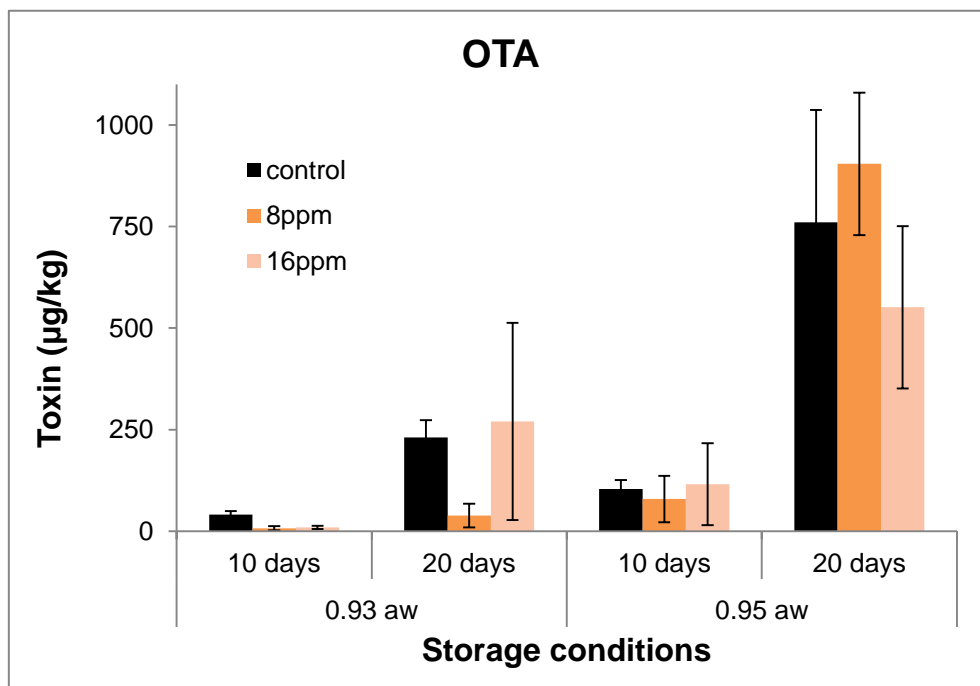 OTA
1000
750
500
250
0
Toxin (µg/kg)
control
8ppm
16ppm
10 days 20 days 10 days 20 days
0.93 aw 0.95 aw
Storage conditions